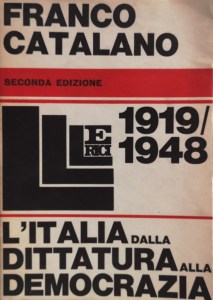 FRANCO
CATALANO
SECONDA EDIZIONE
LERICI
1919/
1948
L'ITALIA DALLA
DITTATURA ALLA
DEMOCRAZIA